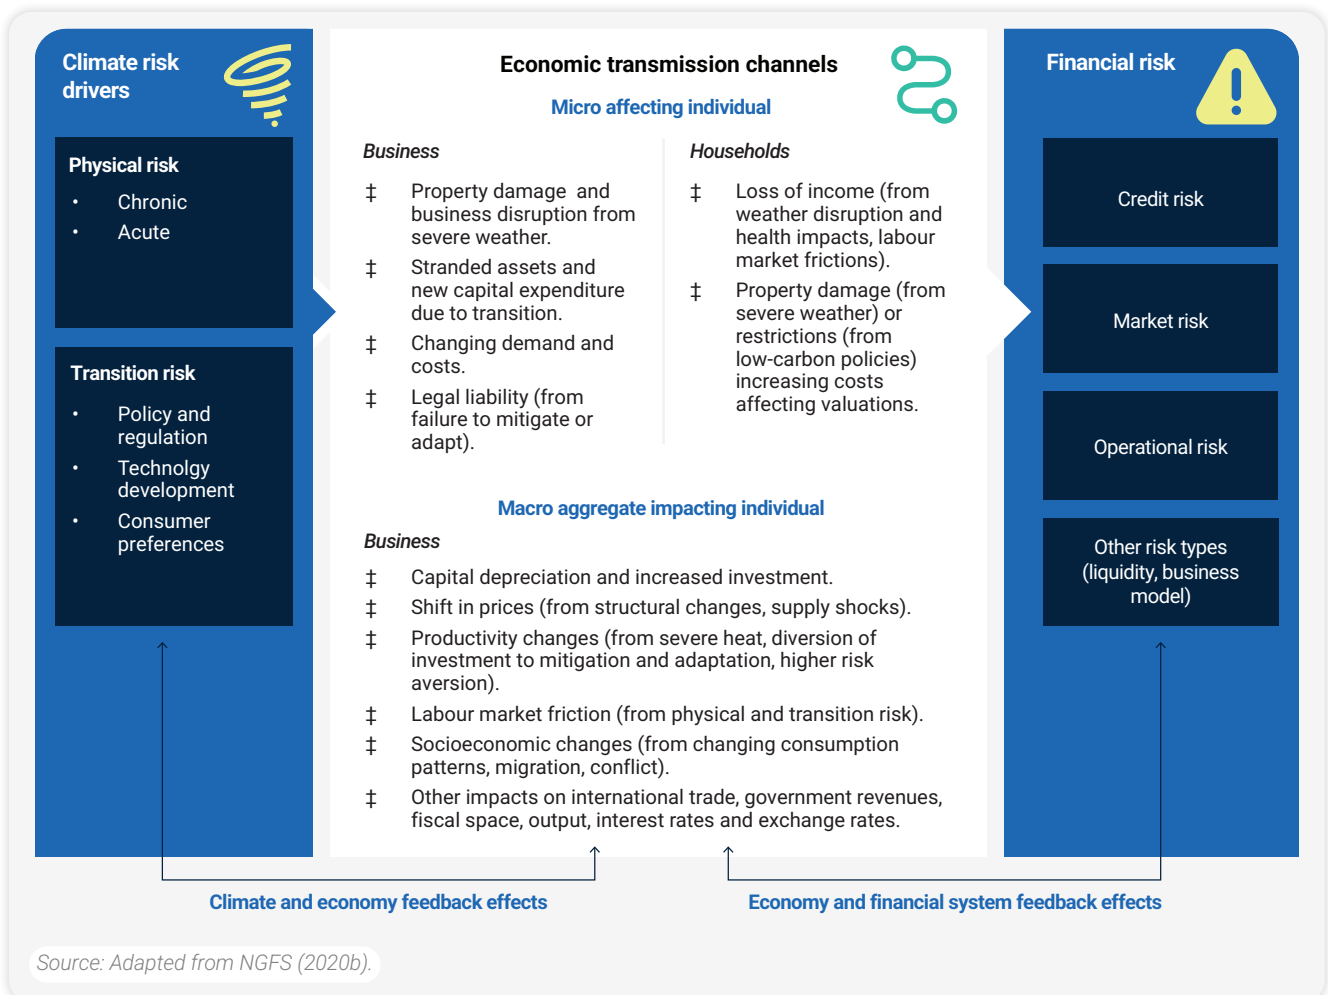 Climate risk
drivers
Physical risk
• Chronic
• Acute
Transition risk
• Policy and
regulation
• Technolgy
development
• Consumer
preferences
Economic transmission channels
Micro affecting individual
Business
‡ Property damage and
business disruption from
severe weather.
‡ Stranded assets and
new capital expenditure
due to transition.
‡ Changing demand and
costs.
‡ Legal liability (from
failure to mitigate or
adapt).
Households
‡ Loss of income (from
weather disruption and
health impacts, labour
market frictions).
‡ Property damage (from
severe weather) or
restrictions (from
low-carbon policies)
increasing costs
affecting valuations.
Macro aggregate impacting individual
Business
‡ Capital depreciation and increased investment.
‡ Shift in prices (from structural changes, supply shocks).
‡ Productivity changes (from severe heat, diversion of
investment to mitigation and adaptation, higher risk
aversion).
‡ Labour market friction (from physical and transition risk).
‡ Socioeconomic changes (from changing consumption
patterns, migration, conflict).
‡ Other impacts on international trade, government revenues,
fiscal space, output, interest rates and exchange rates.
Financial risk
Credit risk
Market risk
Operational risk
Other risk types
(liquidity, business
model)
Climate and economy feedback effects
Economy and financial system feedback effects
Source: Adapted from NGFS (2020b).